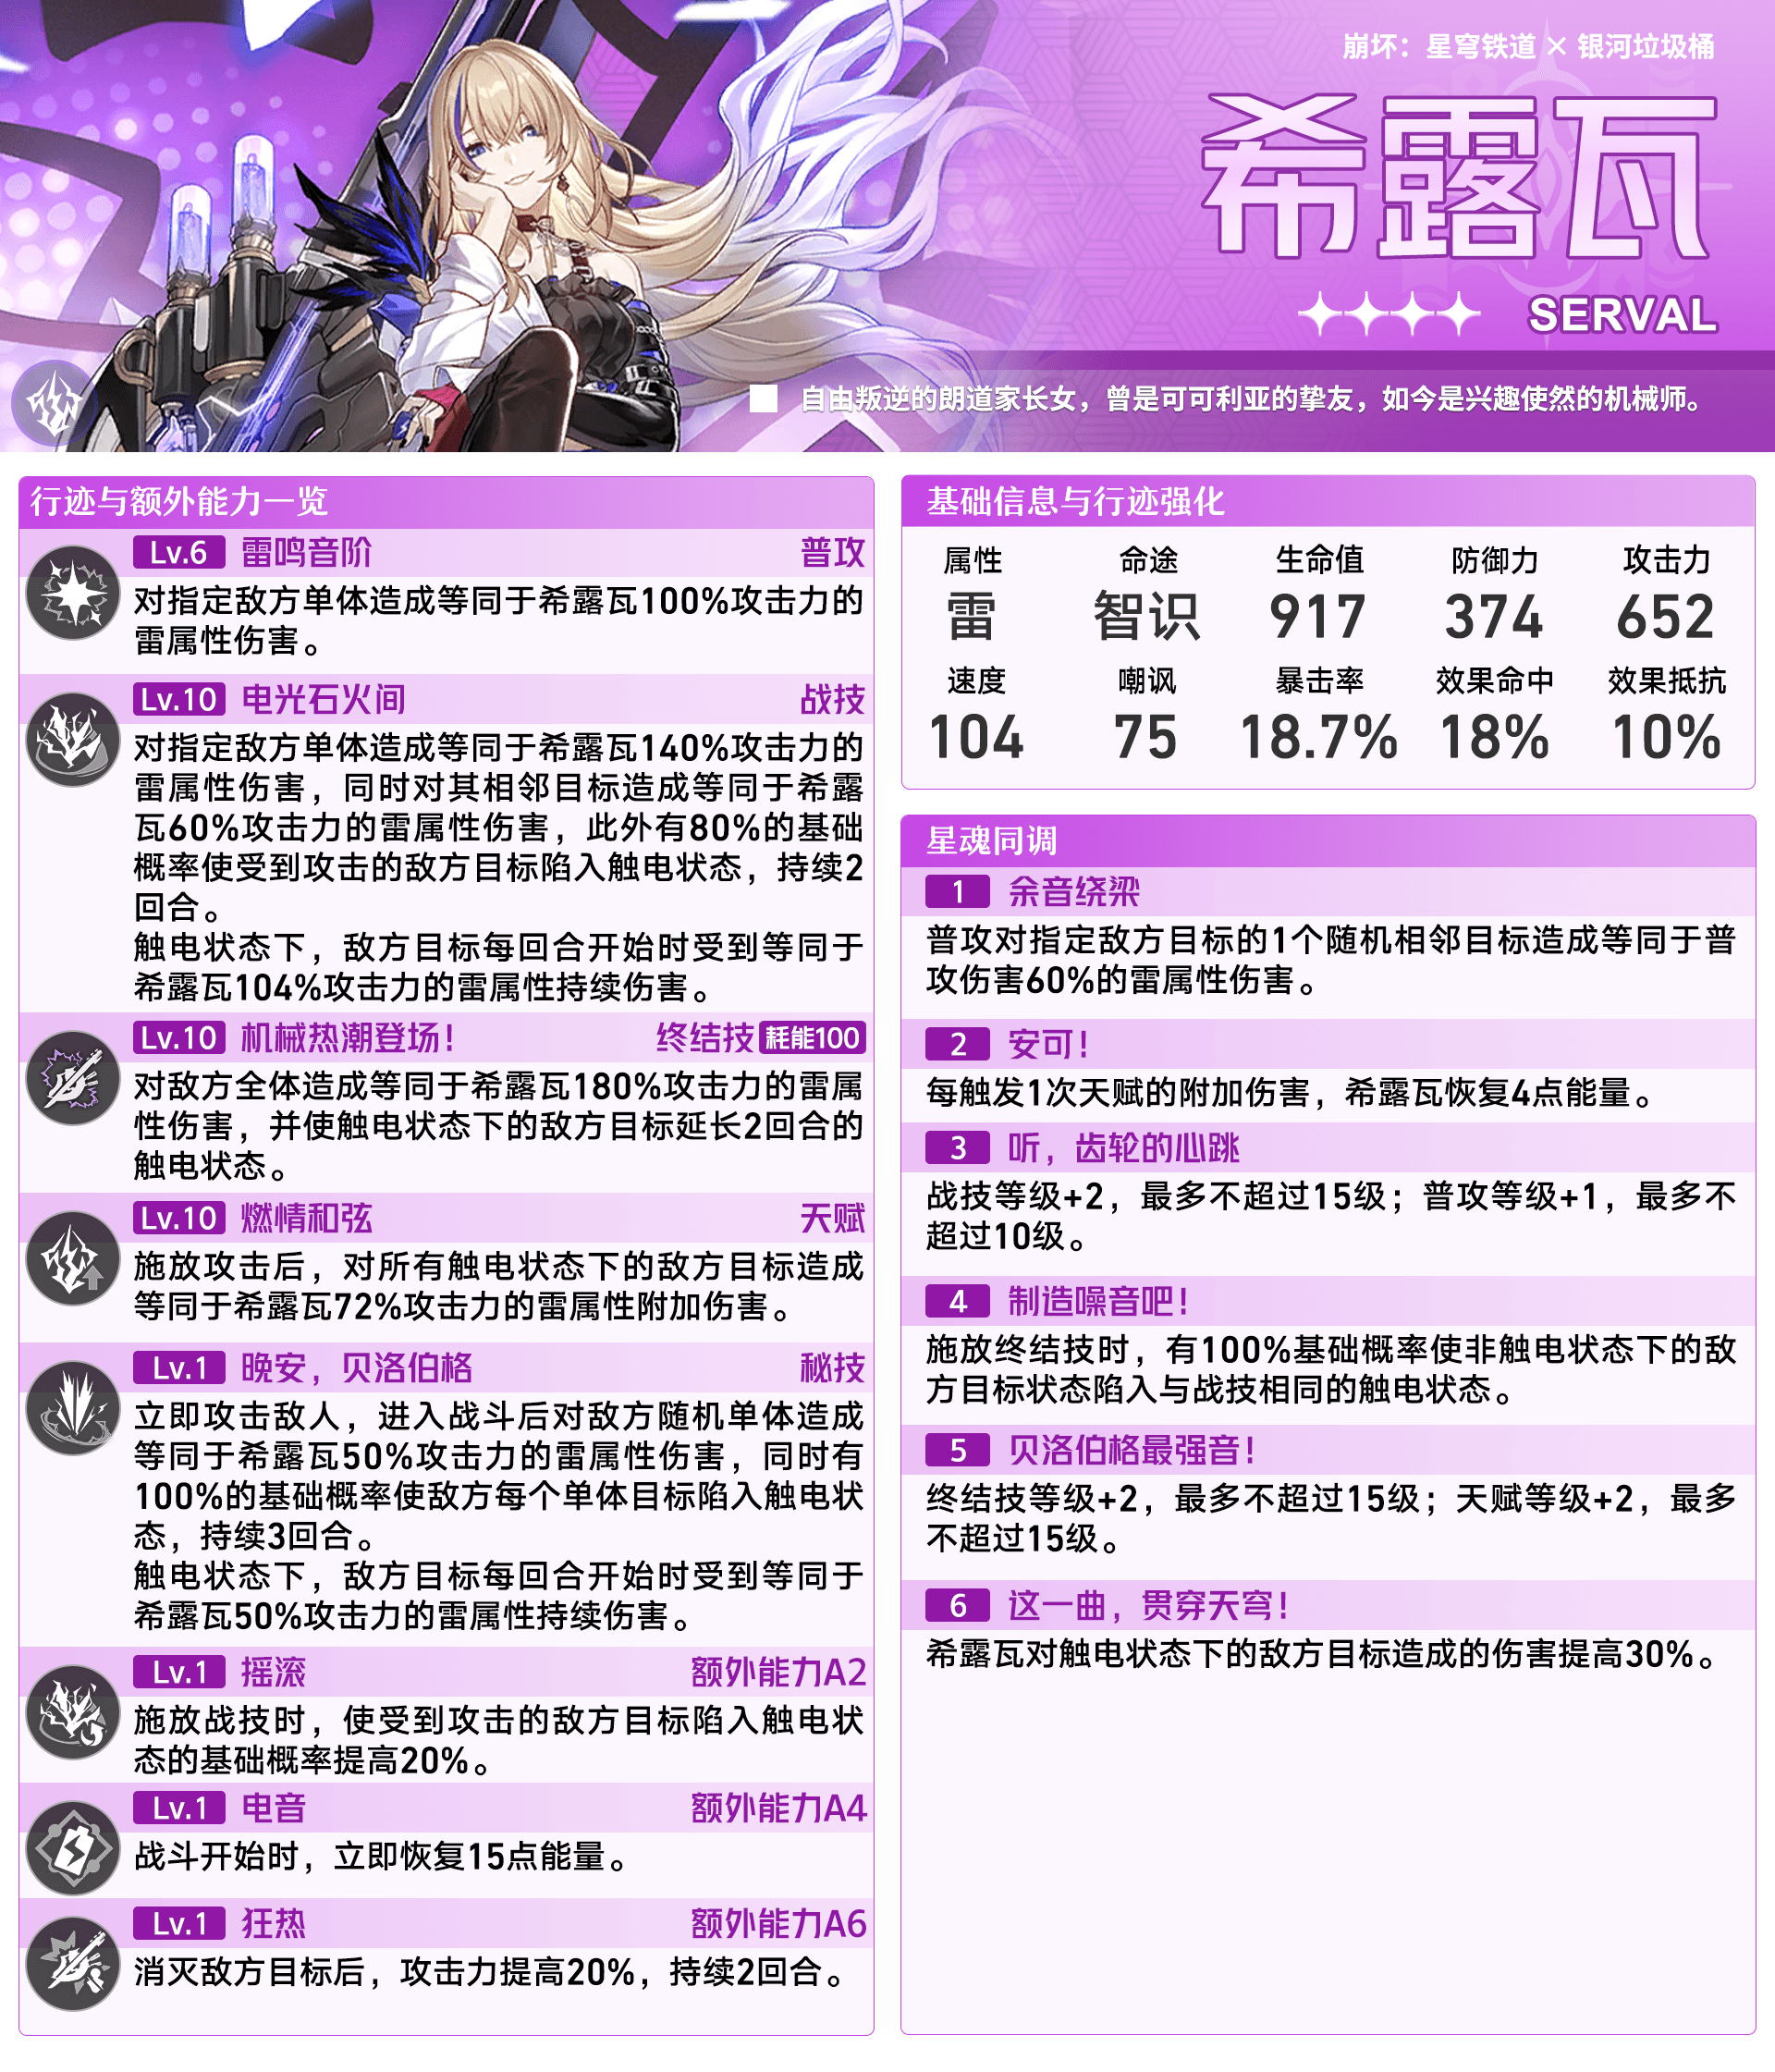 崩坏：星穹铁道 × 银河垃圾桶
希露瓦
SERVAL
自由叛逆的朗道家长女，曾是可可利亚的挚友，如今是兴趣使然的机械师。
行迹与额外能力一览
Lv.6 雷鸣音阶 普攻
对指定敌方单体造成等同于希露瓦100%攻击力的
雷属性伤害。
Lv.10 电光石火间 战技
对指定敌方单体造成等同于希露瓦140%攻击力的
雷属性伤害，同时对其相邻目标造成等同于希露
瓦60%攻击力的雷属性伤害，此外有80%的基础
概率使受到攻击的敌方目标陷入触电状态，持续2
回合。
触电状态下，敌方目标每回合开始时受到等同于
希露瓦104%攻击力的雷属性持续伤害。
Lv.10 机械热潮登场！ 终结技 耗能100
对敌方全体造成等同于希露瓦180%攻击力的雷属
性伤害，并使触电状态下的敌方目标延长2回合的
触电状态。
Lv.10 燃情和弦 天赋
施放攻击后，对所有触电状态下的敌方目标造成
等同于希露瓦72%攻击力的雷属性附加伤害。
Lv.1 晚安，贝洛伯格 秘技
立即攻击敌人，进入战斗后对敌方随机单体造成
等同于希露瓦50%攻击力的雷属性伤害，同时有
100%的基础概率使敌方每个单体目标陷入触电状
态，持续3回合。
触电状态下，敌方目标每回合开始时受到等同于
希露瓦50%攻击力的雷属性持续伤害。
Lv.1 摇滚 额外能力A2
施放战技时，使受到攻击的敌方目标陷入触电状
态的基础概率提高20%。
Lv.1 电音 额外能力A4
战斗开始时，立即恢复15点能量。
Lv.1 狂热 额外能力A6
消灭敌方目标后，攻击力提高20%，持续2回合。
基础信息与行迹强化
属性 命途 生命值 防御力 攻击力
雷 智识 917 374 652
速度 嘲讽 暴击率 效果命中 效果抵抗
104 75 18.7% 18% 10%
星魂同调
1 余音绕梁
普攻对指定敌方目标的1个随机相邻目标造成等同于普
攻伤害60%的雷属性伤害。
2 安可！
每触发1次天赋的附加伤害，希露瓦恢复4点能量。
3 听，齿轮的心跳
战技等级+2，最多不超过15级；普攻等级+1，最多不
超过10级。
4 制造噪音吧！
施放终结技时，有100%基础概率使非触电状态下的敌
方目标状态陷入与战技相同的触电状态。
5 贝洛伯格最强音！
终结技等级+2，最多不超过15级；天赋等级+2，最多
不超过15级。
6 这一曲，贯穿天穹！
希露瓦对触电状态下的敌方目标造成的伤害提高30%。